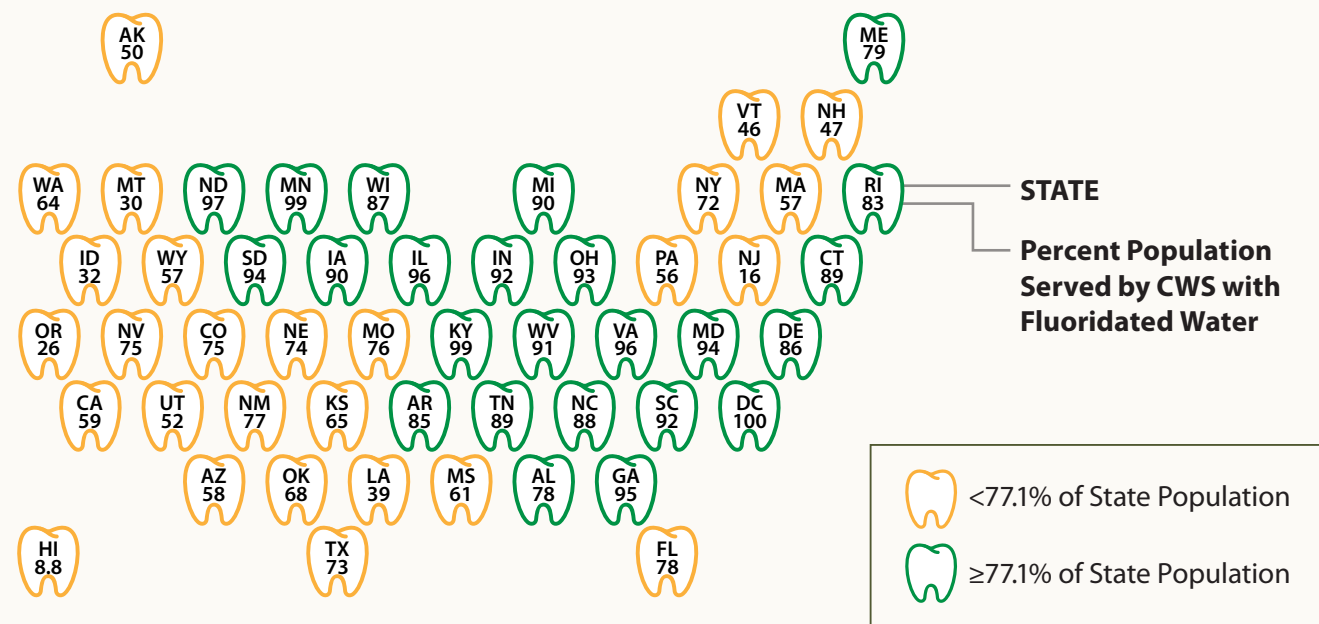 AK
50
ME
79
VT
46
NH
47
WA
64
MT
30
ND
97
MN
99
WI
87
MI
90
NY
72
MA
57
RI
83
STATE
ID
32
WY
57
SD
94
IA
90
IL
96
IN
92
OH
93
PA
56
NJ
16
CT
89
Percent Population
Served by CWS with
Fluoridated Water
OR
26
NV
75
CO
75
NE
74
MO
76
KY
99
WV
91
VA
96
MD
94
DE
86
CA
59
UT
52
NM
77
KS
65
AR
85
TN
89
NC
88
SC
92
DC
100
AZ
58
OK
68
LA
39
MS
61
AL
78
GA
95
HI
8.8
TX
73
FL
78
<77.1% of State Population
≥77.1% of State Population